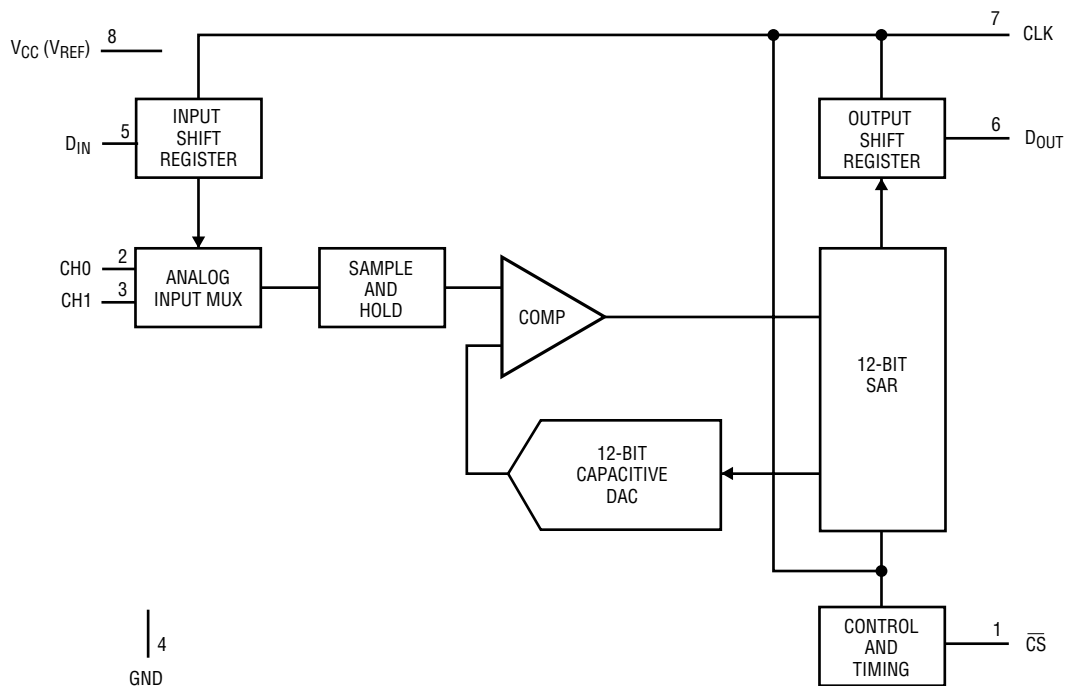 7
CLK
8
VCC (VREF)
INPUT
SHIFT
REGISTER
5
DIN
OUTPUT
SHIFT
REGISTER
6
DOUT
2
CH0
3
CH1
ANALOG
INPUT MUX
SAMPLE
AND
HOLD
COMP
12-BIT
SAR
12-BIT
CAPACITIVE
DAC
4
GND
CONTROL
AND
TIMING
1
C̅S̅